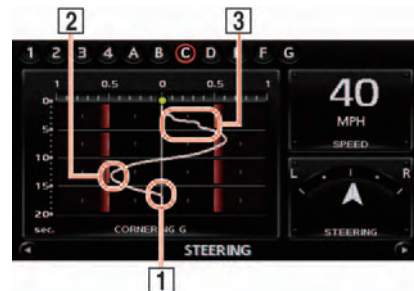 2 3
1 2 3 4 A B C D E F G
1 0.5 0 0.5 1
0
5
10
15
20
sec.
CORNERING G
40
MPH
SPEED
L R
STEERING
STEERING
1